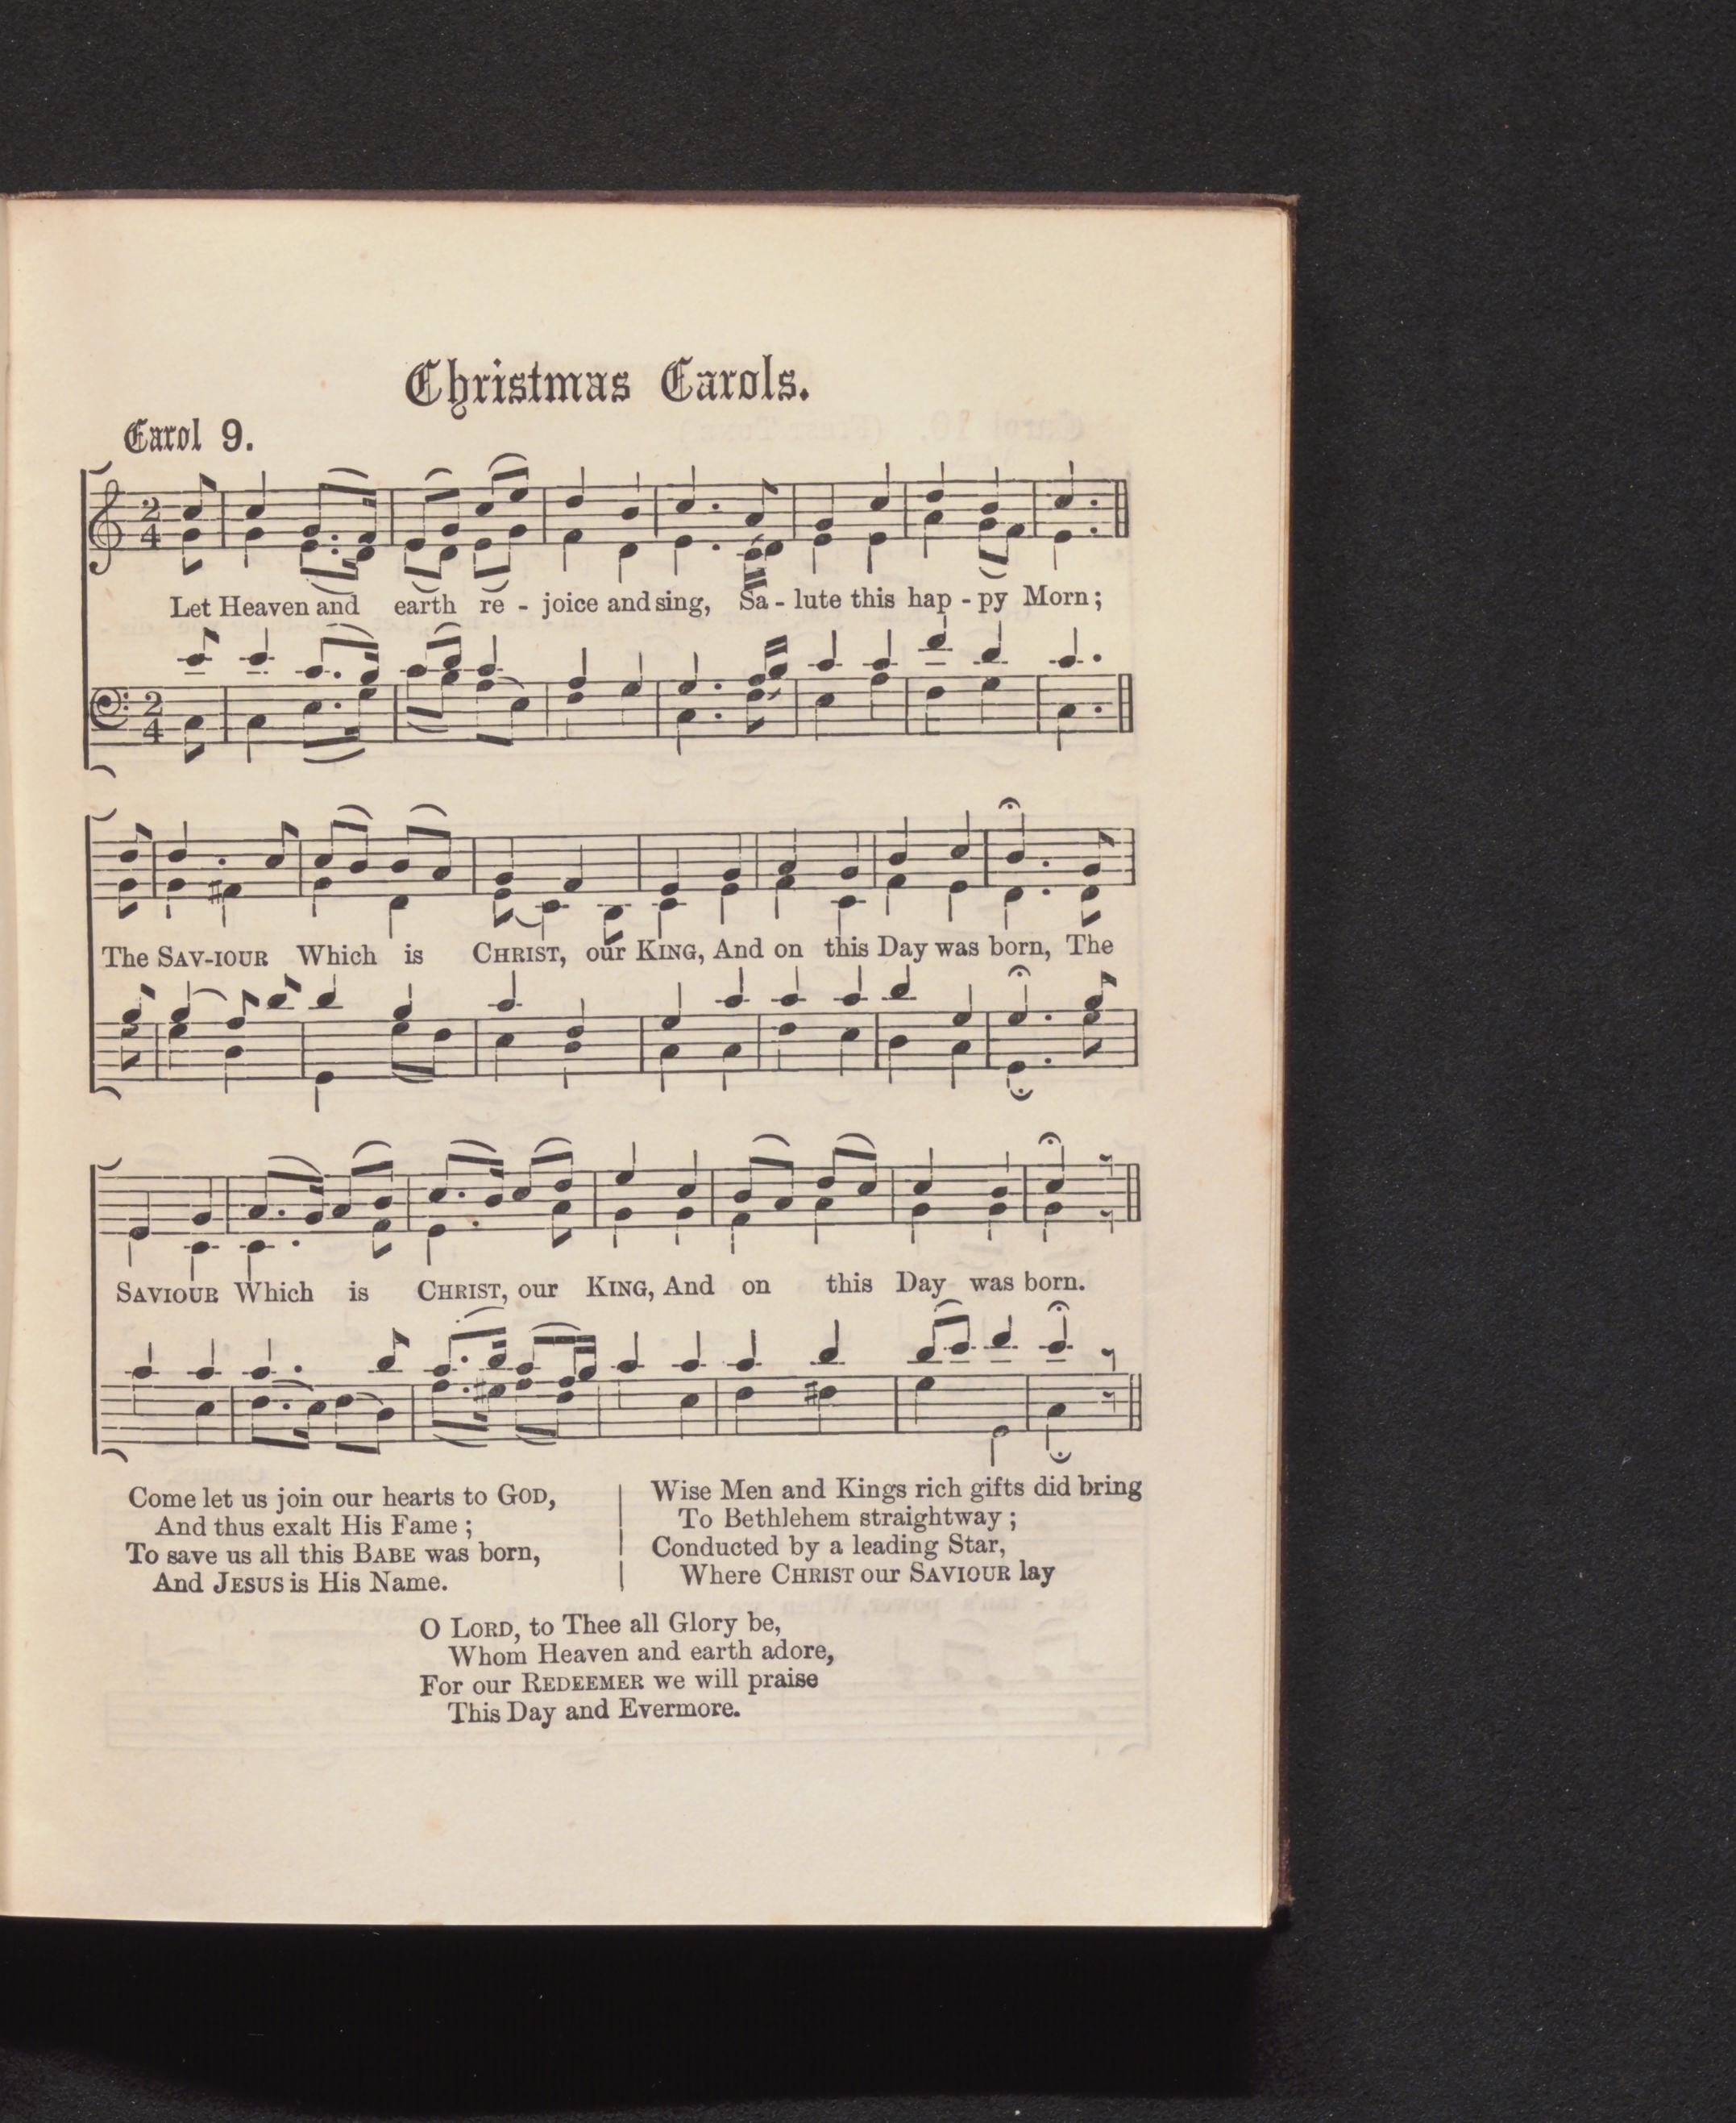 Christmas Carols.
Carol 9.
2
4
Let Heaven and earth re - joice and sing, Sa - lute this hap - py Morn;
2
4
The SAV-IOUR Which is CHRIST, our KING, And on this Day was born, The
SAVIOUR Which is CHRIST, our KING, And on this Day was born.
Come let us join our hearts to GOD,
And thus exalt His Fame;
To save us all this BABE was born,
And JESUS is His Name.
Wise Men and Kings rich gifts did bring
To Bethlehem straightway;
Conducted by a leading Star,
Where CHRIST our SAVIOUR lay
O LORD, to Thee all Glory be,
Whom Heaven and earth adore,
For our REDEEMER we will praise
This Day and Evermore.